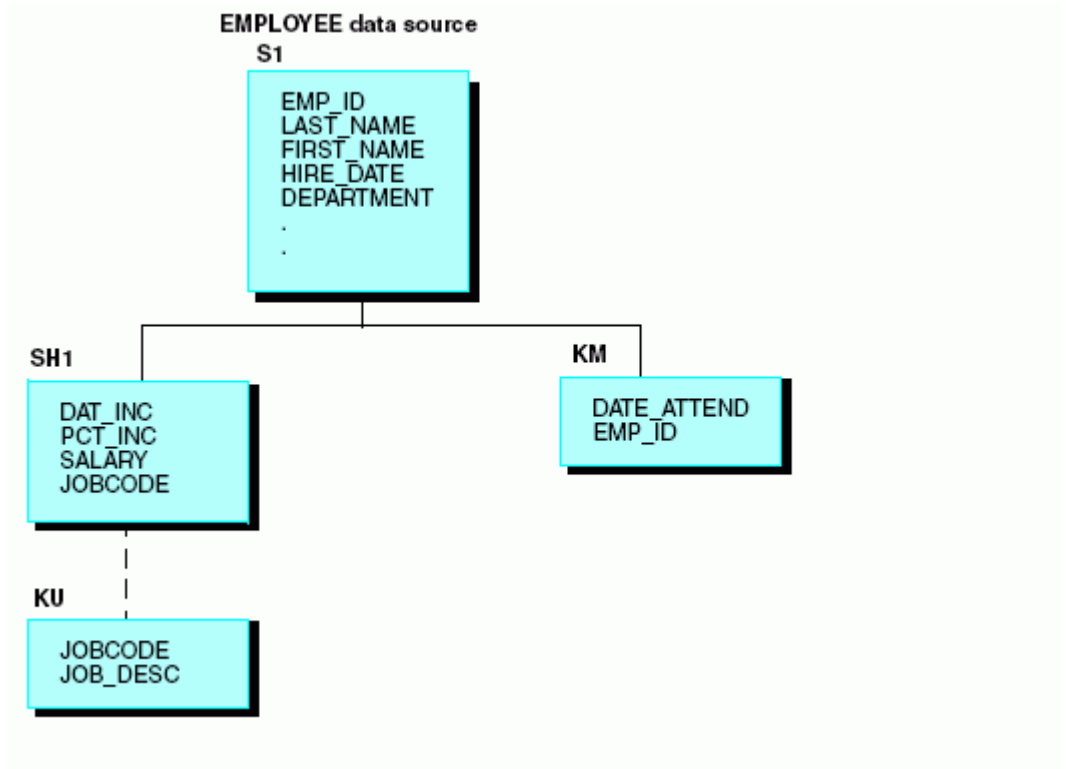 EMPLOYEE data source
S1
EMP_ID
LAST_NAME
FIRST_NAME
HIRE_DATE
DEPARTMENT
.
.
SH1
DAT_INC
PCT_INC
SALARY
JOBCODE
KM
DATE_ATTEND
EMP_ID
KU
JOBCODE
JOB_DESC